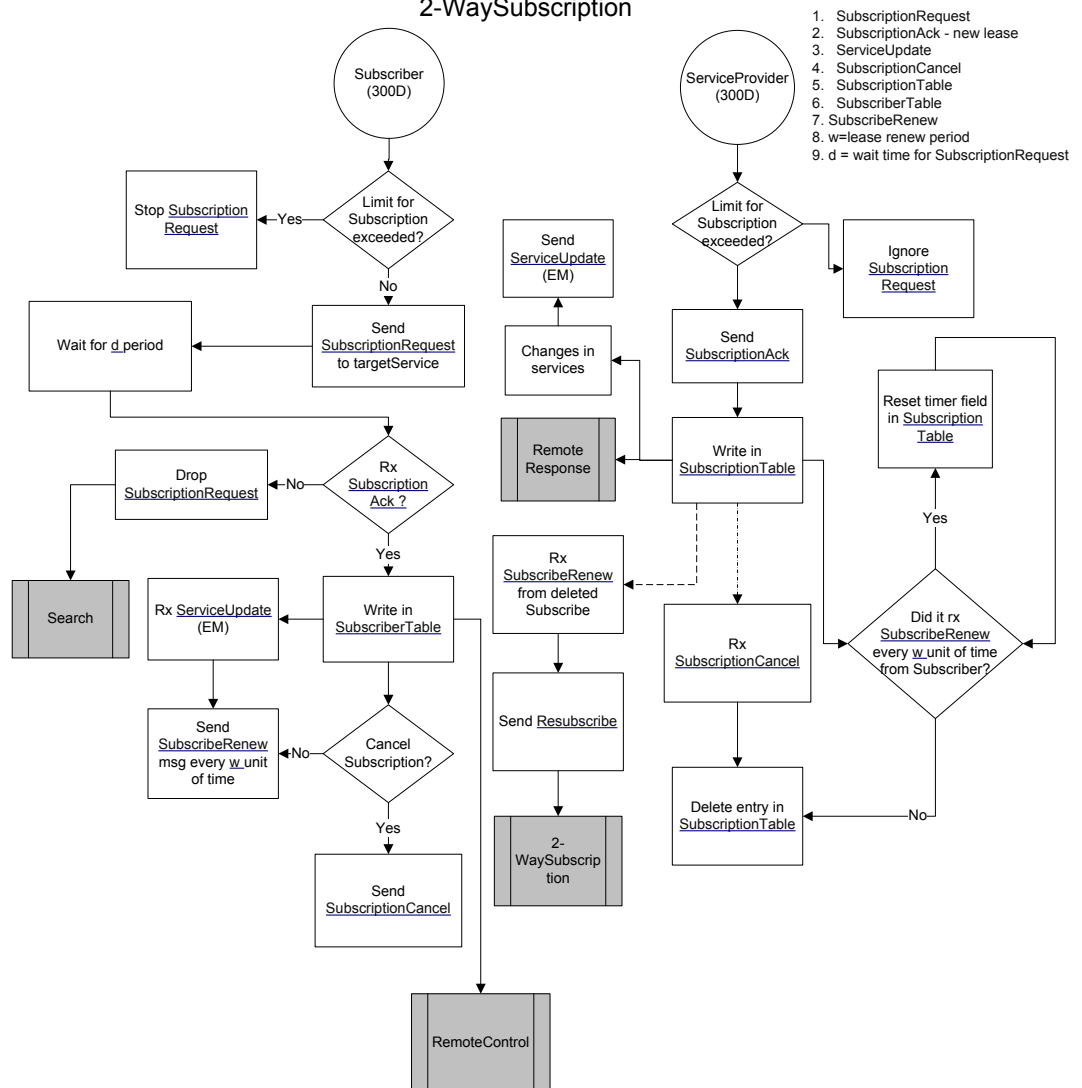 2-WaySubscription
1. SubscriptionRequest
2. SubscriptionAck - new lease
3. ServiceUpdate
4. SubscriptionCancel
5. SubscriptionTable
6. SubscriberTable
7. SubscribeRenew
8. w=lease renew period
9. d = wait time for SubscriptionRequest
Subscriber
(300D)
Limit for
Subscription
exceeded?
Yes
Stop Subscription
Request
No
Send
SubscriptionRequest
to targetService
Wait for d period
Rx
Subscription
Ack ?
No
Drop
SubscriptionRequest
Search
Yes
Write in
SubscriberTable
Rx ServiceUpdate
(EM)
Send
SubscribeRenew
msg every w unit
of time
No
Cancel
Subscription?
Yes
Send
SubscriptionCancel
RemoteControl
ServiceProvider
(300D)
Limit for
Subscription
exceeded?
Ignore
Subscription
Request
Send
SubscriptionAck
Send
ServiceUpdate
(EM)
Changes in
services
Remote
Response
Write in
SubscriptionTable
Rx
SubscribeRenew
from deleted
Subscribe
Send Resubscribe
2-
WaySubscrip
tion
Rx
SubscriptionCancel
Delete entry in
SubscriptionTable
Reset timer field
in Subscription
Table
Yes
Did it rx
SubscribeRenew
every w unit of time
from Subscriber?
No